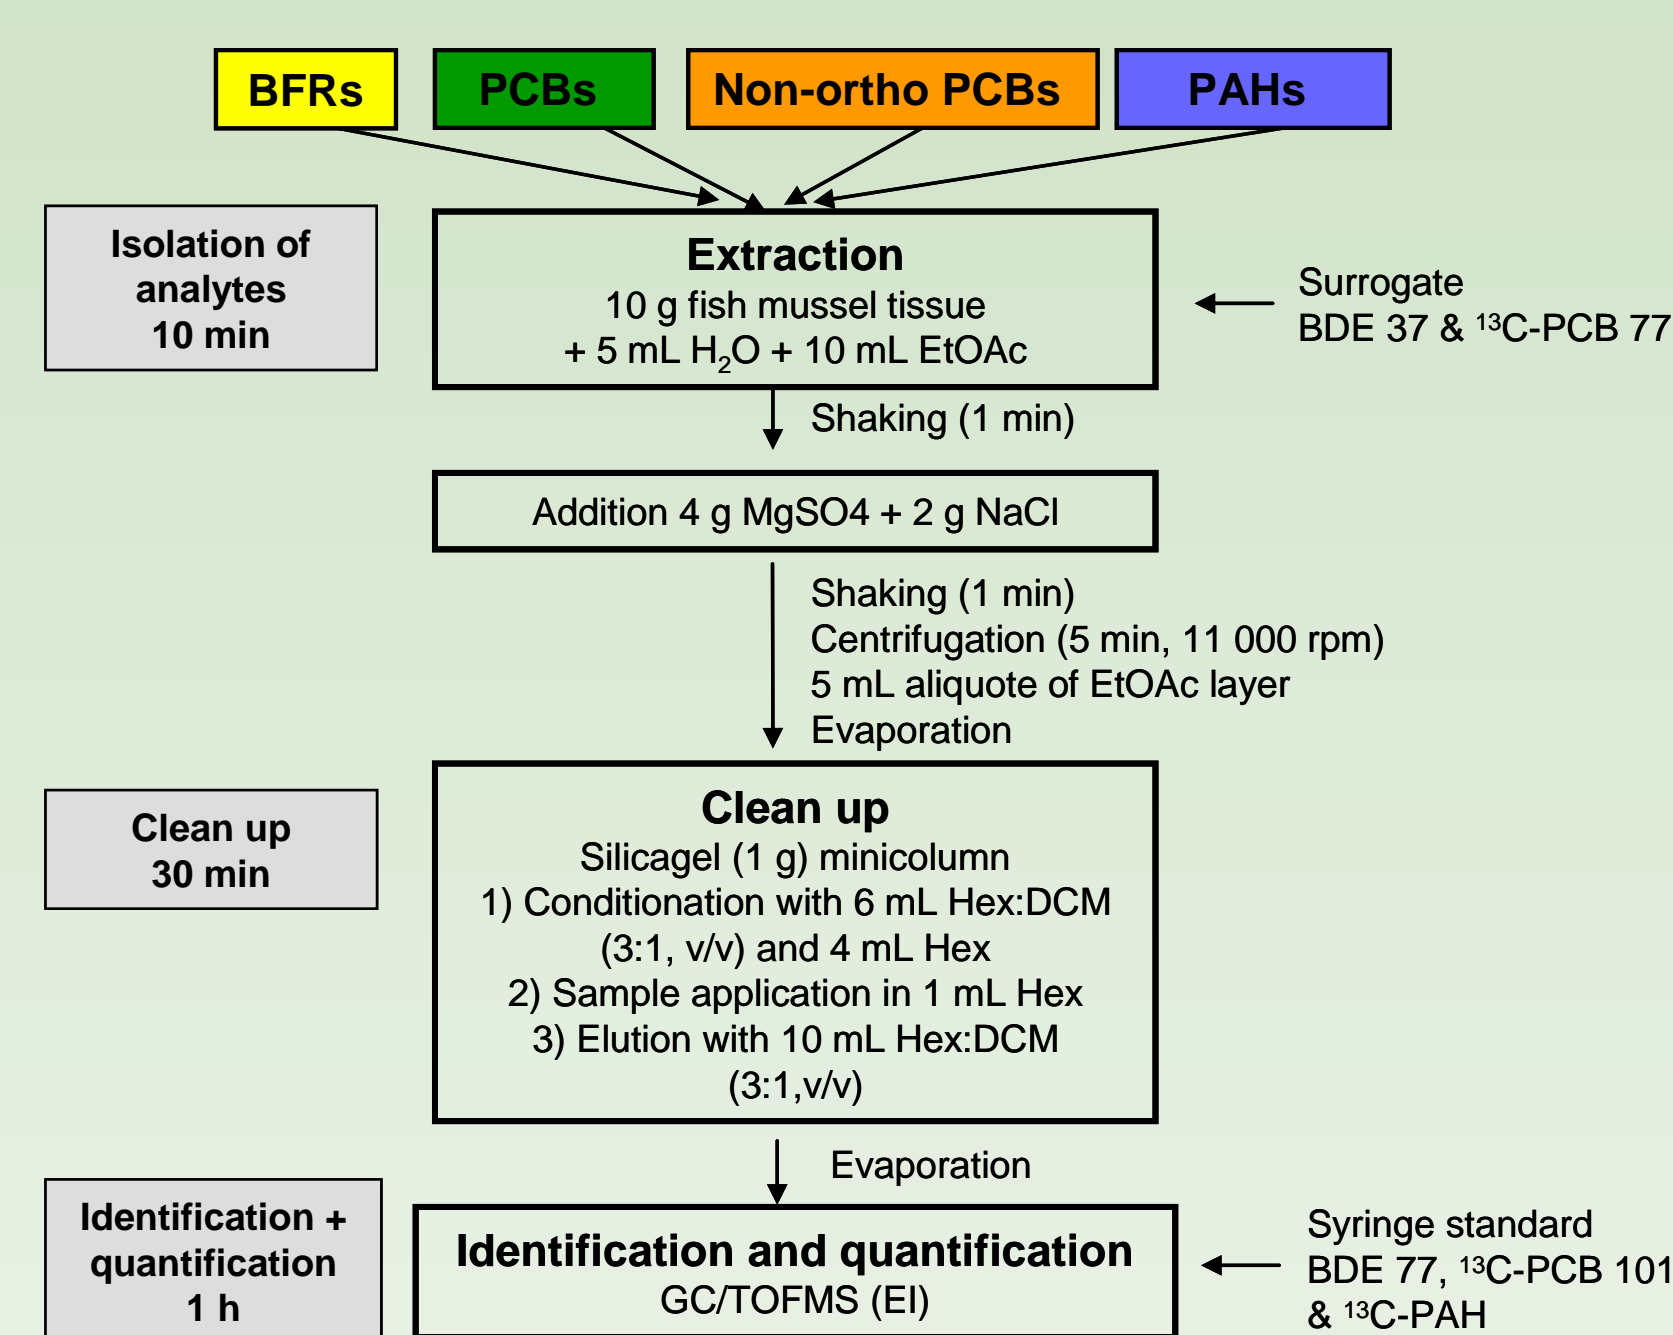 BFRs
PCBs
Non-ortho PCBs
PAHs
Isolation of
analytes
10 min
Extraction
10 g fish mussel tissue
+ 5 mL H₂O + 10 mL EtOAc
Surrogate
BDE 37 & ¹³C-PCB 77
Shaking (1 min)
Addition 4 g MgSO4 + 2 g NaCl
Shaking (1 min)
Centrifugation (5 min, 11 000 rpm)
5 mL aliquote of EtOAc layer
Evaporation
Clean up
30 min
Clean up
Silicagel (1 g) minicolumn
1) Conditionation with 6 mL Hex:DCM
(3:1, v/v) and 4 mL Hex
2) Sample application in 1 mL Hex
3) Elution with 10 mL Hex:DCM
(3:1,v/v)
Evaporation
Identification +
quantification
1 h
Identification and quantification
GC/TOFMS (EI)
Syringe standard
BDE 77, ¹³C-PCB 101
& ¹³C-PAH